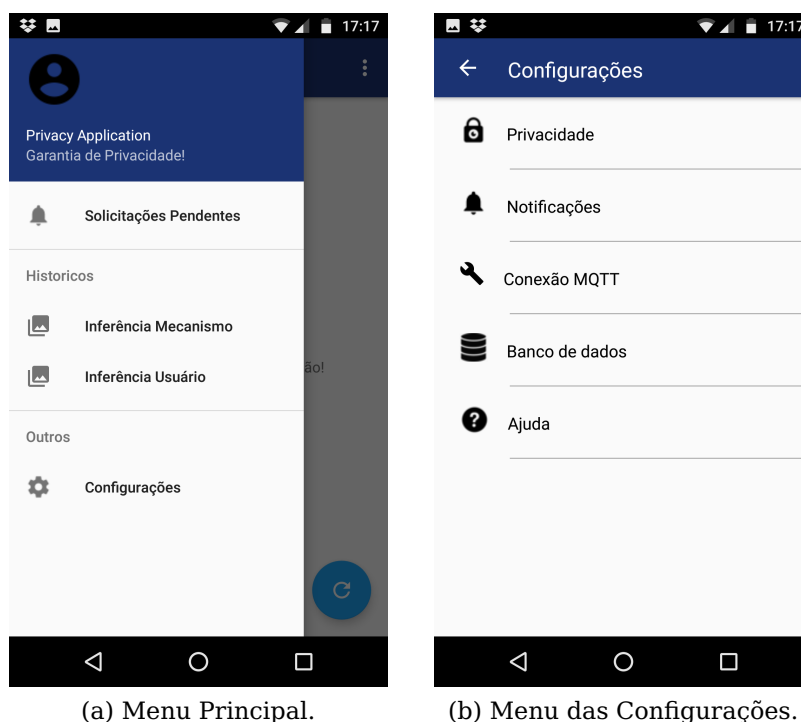 17:17
Privacy Application
Garantia de Privacidade!
Solicitações Pendentes
Historicos
Inferência Mecanismo
Inferência Usuário
ão!
Outros
Configurações
(a) Menu Principal.
17:17
Configurações
Privacidade
Notificações
Conexão MQTT
Banco de dados
Ajuda
(b) Menu das Configurações.